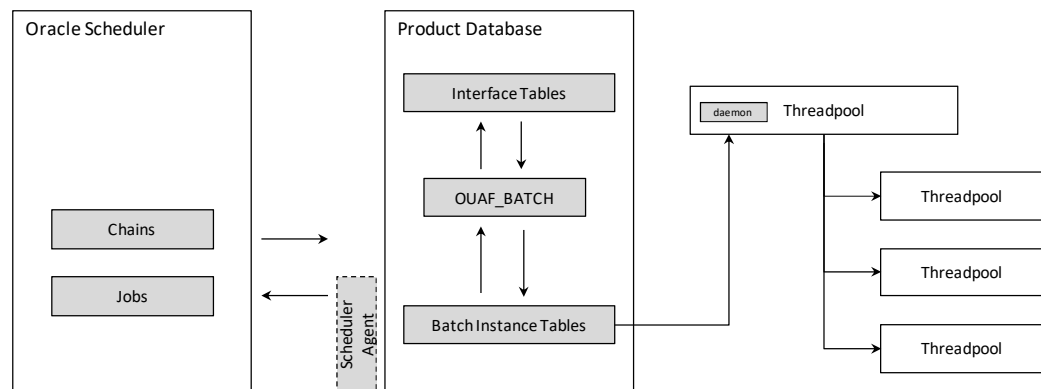 Oracle Scheduler
Chains
Jobs
Scheduler
Agent
Product Database
Interface Tables
OUAF_BATCH
Batch Instance Tables
daemon
Threadpool
Threadpool
Threadpool
Threadpool